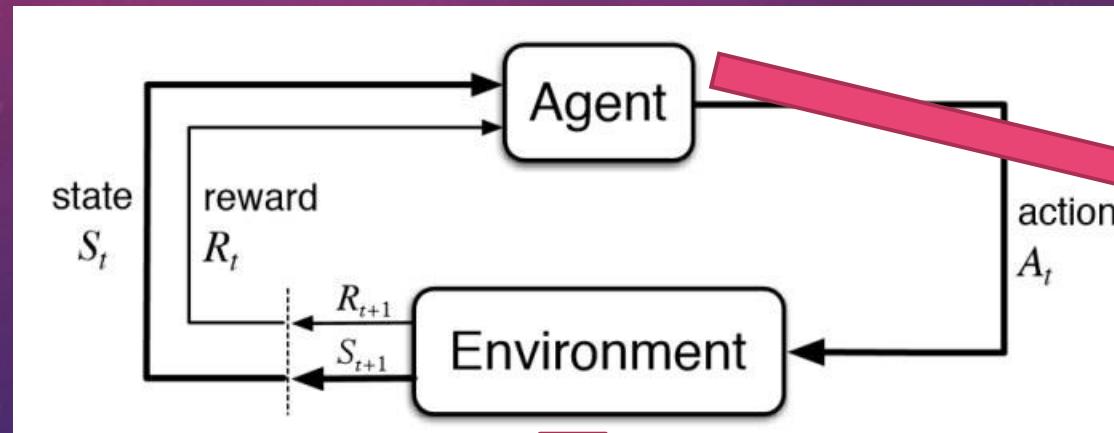 Agent
state
S_t
reward
R_t
action
A_t
R_{t+1}
S_{t+1}
Environment